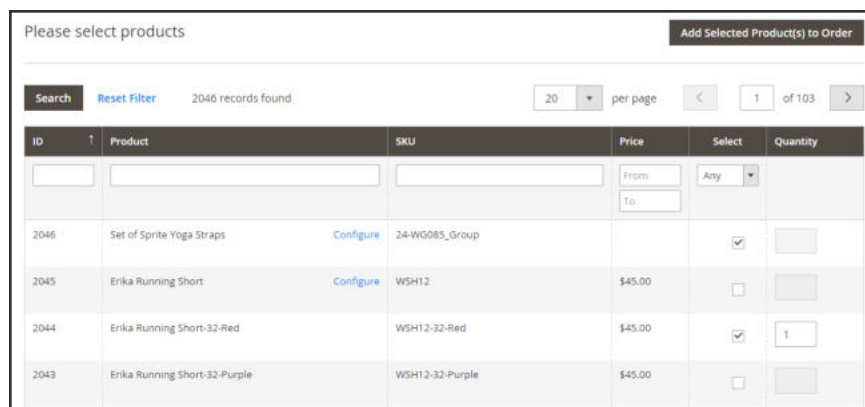 Please select products
Add Selected Product(s) to Order
Search Reset Filter 2046 records found 20 per page 1 of 103
ID Product SKU Price Select Quantity
From Any
To
2046 Set of Sprite Yoga Straps Configure 24-WG085_Group
2045 Erika Running Short Configure WSH12 $45.00
2044 Erika Running Short-32-Red WSH12-32-Red $45.00 1
2043 Erika Running Short-32-Purple WSH12-32-Purple $45.00